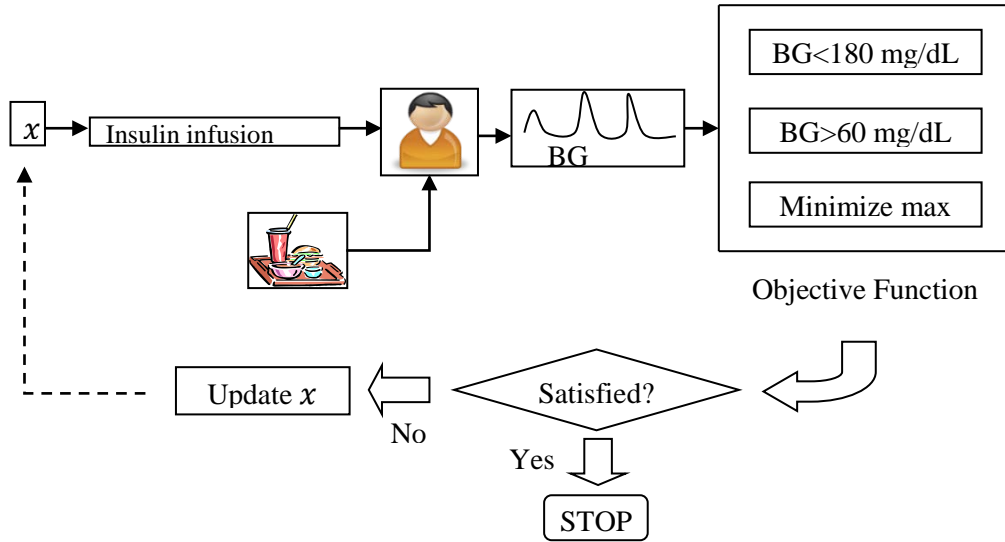 x
Insulin infusion
BG
BG<180 mg/dL
BG>60 mg/dL
Minimize max
Objective Function
Satisfied?
Update x
No
Yes
STOP